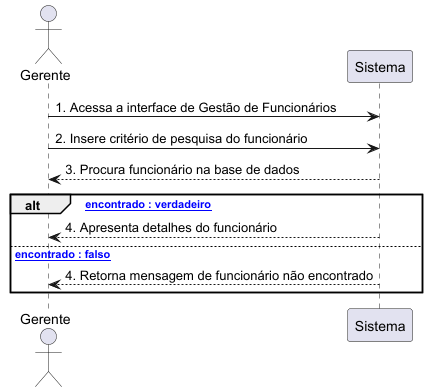 Gerente
Sistema
1. Acessa a interface de Gestão de Funcionários
2. Insere critério de pesquisa do funcionário
3. Procura funcionário na base de dados
alt
encontrado : verdadeiro
4. Apresenta detalhes do funcionário
encontrado : falso
4. Retorna mensagem de funcionário não encontrado
Gerente
Sistema